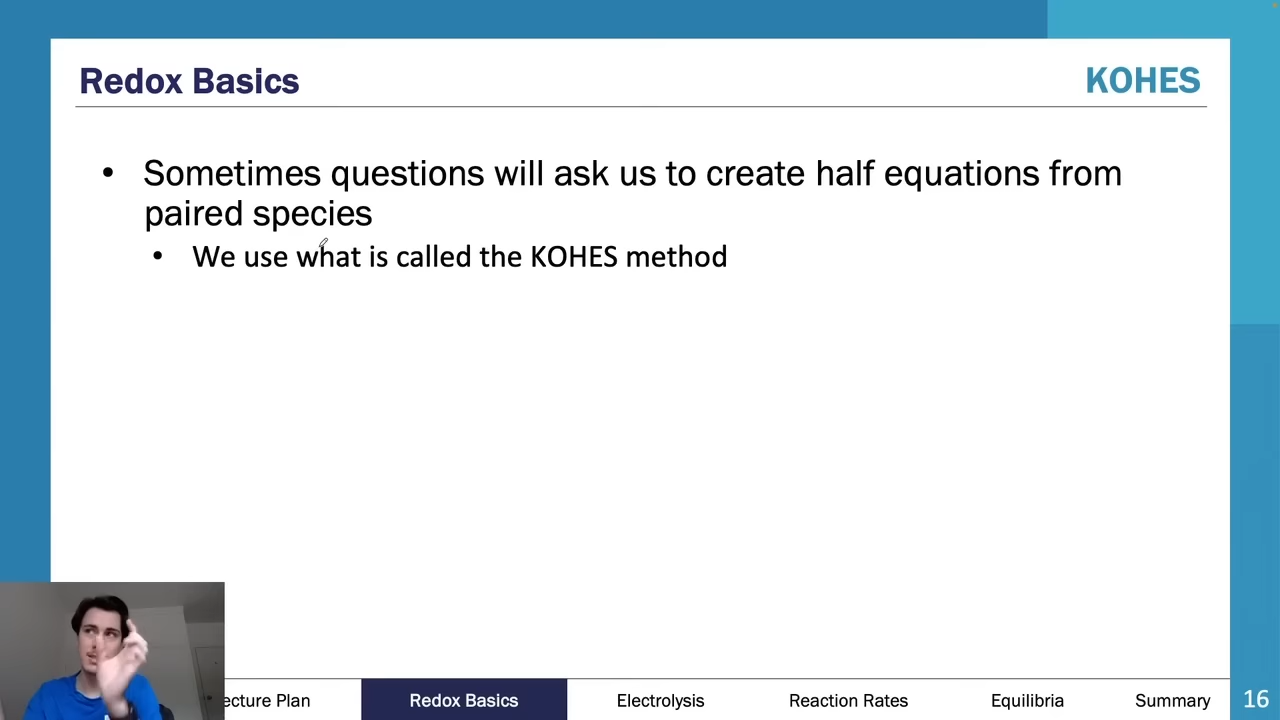 Redox Basics
KOHES
• Sometimes questions will ask us to create half equations from
paired species
• We use what is called the KOHES method
ecture Plan
Redox Basics
Electrolysis
Reaction Rates
Equilibria
Summary
16